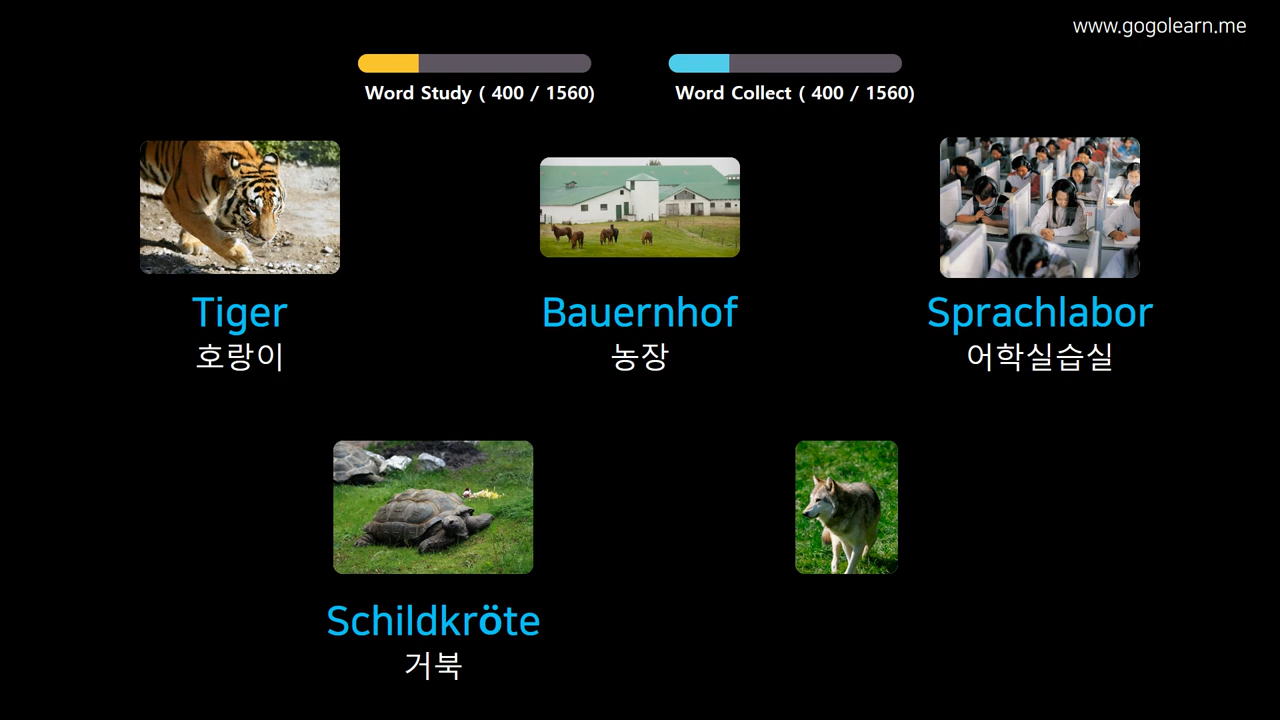 www.gogolearn.me
Word Study ( 400 / 1560)
Word Collect ( 400 / 1560)
Tiger
호랑이
Bauernhof
농장
Sprachlabor
어학실습실
Schildkröte
거북